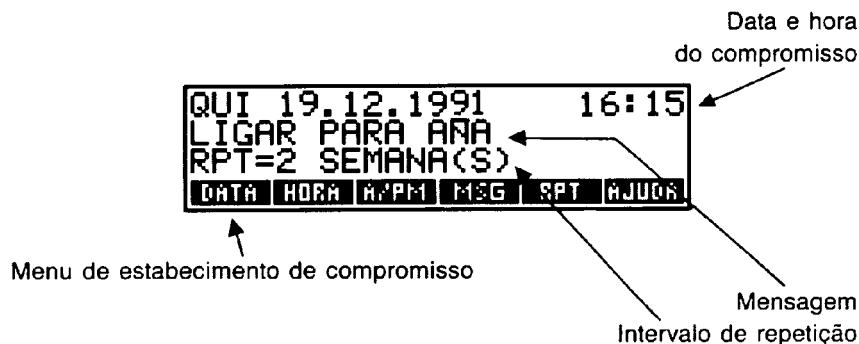 Data e hora
do compromisso
QUI 19.12.1991 16:15
LIGAR PARA AÑA
RPT=2 SEMANA(S)
DATA HORA A/PM MSG RPT AJUDA
Menu de estabecimento de compromisso
Mensagem
Intervalo de repetição